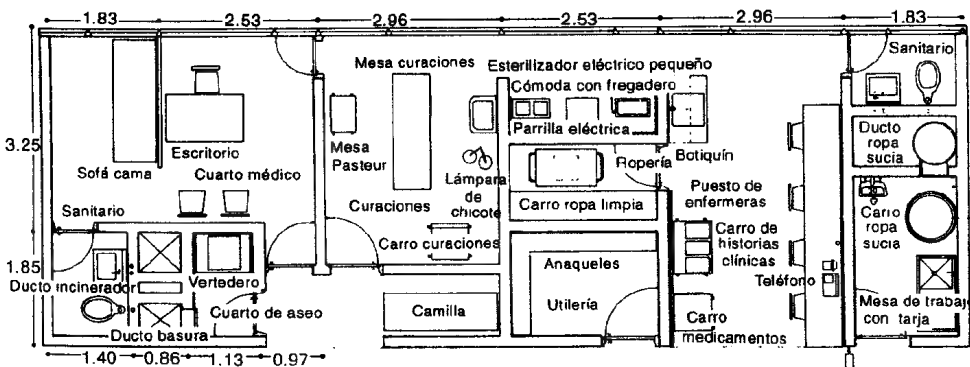 1.83 2.53 2.96 2.53 2.96 1.83
Sanitario
Mesa curaciones
Esterilizador eléctrico pequeño
Cómoda con fregadero
Parrilla eléctrica
Escritorio
Mesa
Pasteur
3.25
Ducto
ropa
sucia
Sofá cama
Cuarto médico
Lámpara
de
chicote
Ropería
Botiquín
Carro ropa limpia
Puesto de
enfermeras
Sanitario
Curaciones
Carro curaciones
Carro de
historias
clínicas
Carro
ropa
sucia
1.85
Ducto incinerador
Vertedero
Anaqueles
Teléfono
Camilla
Utilería
Cuarto de aseo
Ducto basura
Carro
medicamentos
Mesa de trabaj
con tarja
1.40 0.86 1.13 0.97